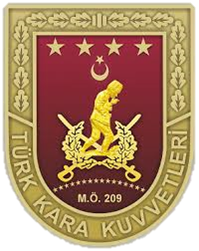 M.Ö. 209
TÜRK KARA KUVVETLERİ